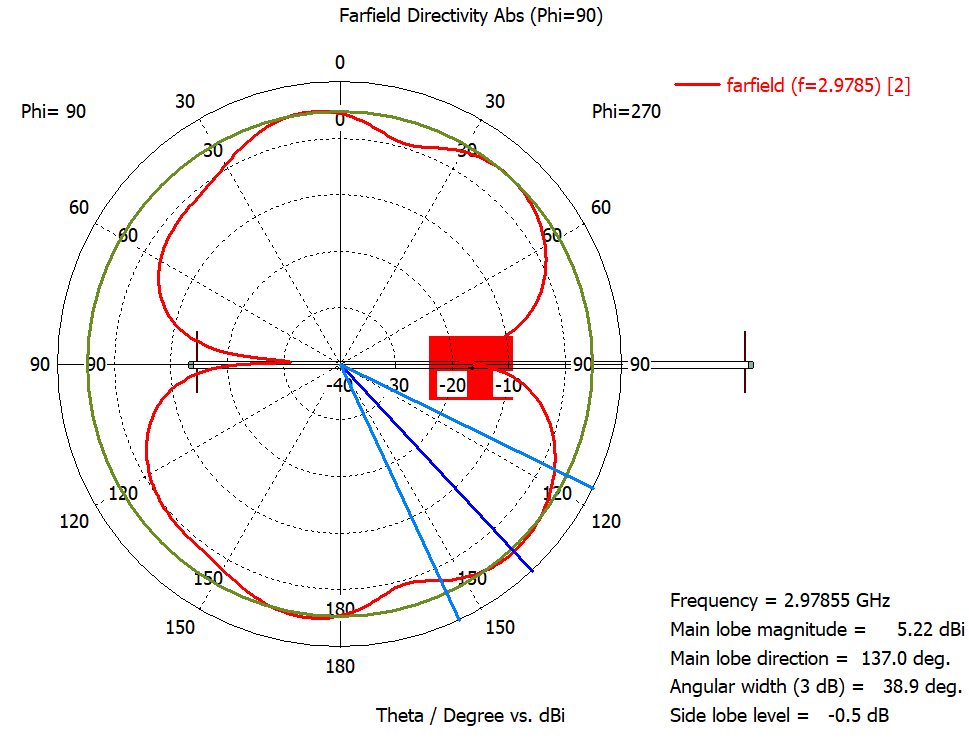 Farfield Directivity Abs (Phi=90)
0
farfield (f=2.9785) [2]
30
30
Phi= 90
Phi=270
0
30
30
60
60
60
60
90
90
90
90
-40
-30
-20
-10
120
120
120
120
150
150
180
150
150
180
Frequency = 2.97855 GHz
Main lobe magnitude = 5.22 dBi
Main lobe direction = 137.0 deg.
Angular width (3 dB) = 38.9 deg.
Side lobe level = -0.5 dB
Theta / Degree vs. dBi